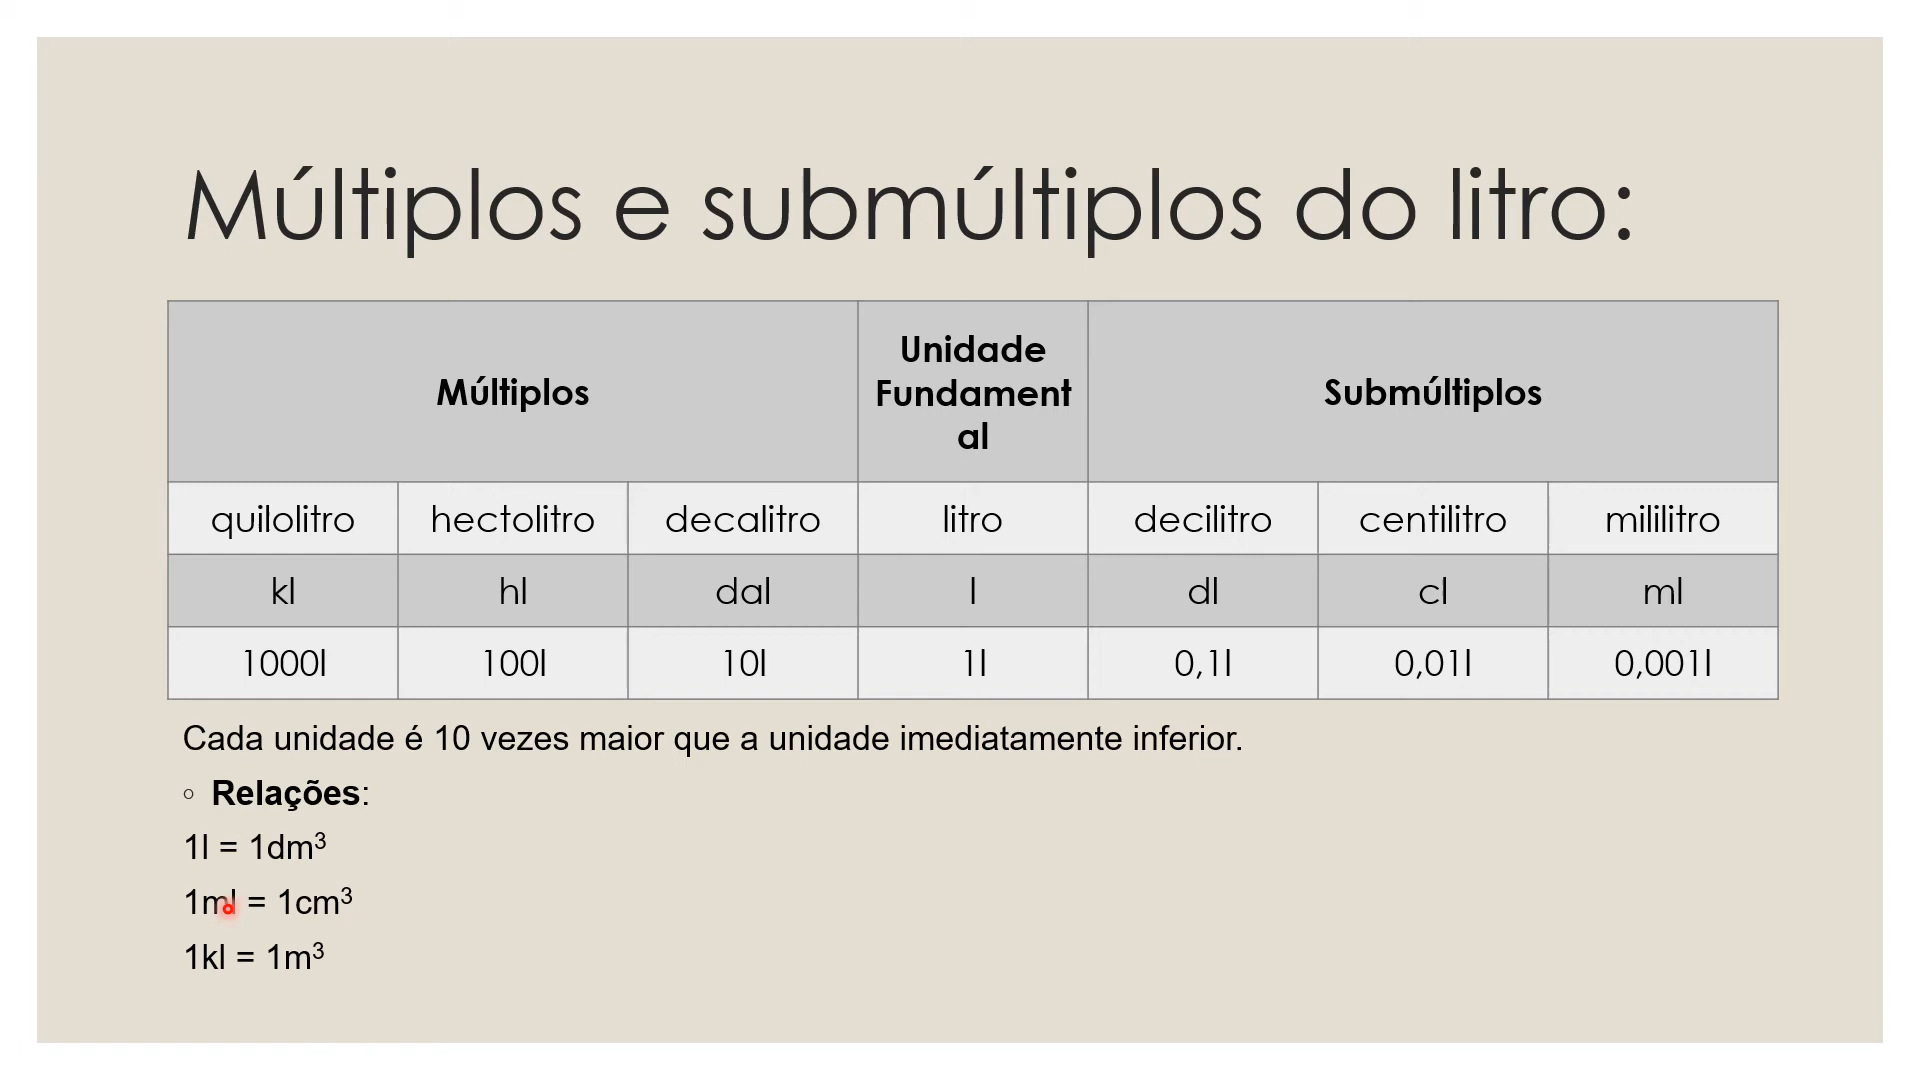 Múltiplos e submúltiplos do litro:
Múltiplos
Unidade
Fundament
al
Submúltiplos
quilolitro hectolitro decalitro litro decilitro centilitro mililitro
kl hl dal l dl cl ml
1000l 100l 10l 1l 0,1l 0,01l 0,001l
Cada unidade é 10 vezes maior que a unidade imediatamente inferior.
◦ Relações:
1l = 1dm³
1ml = 1cm³
1kl = 1m³